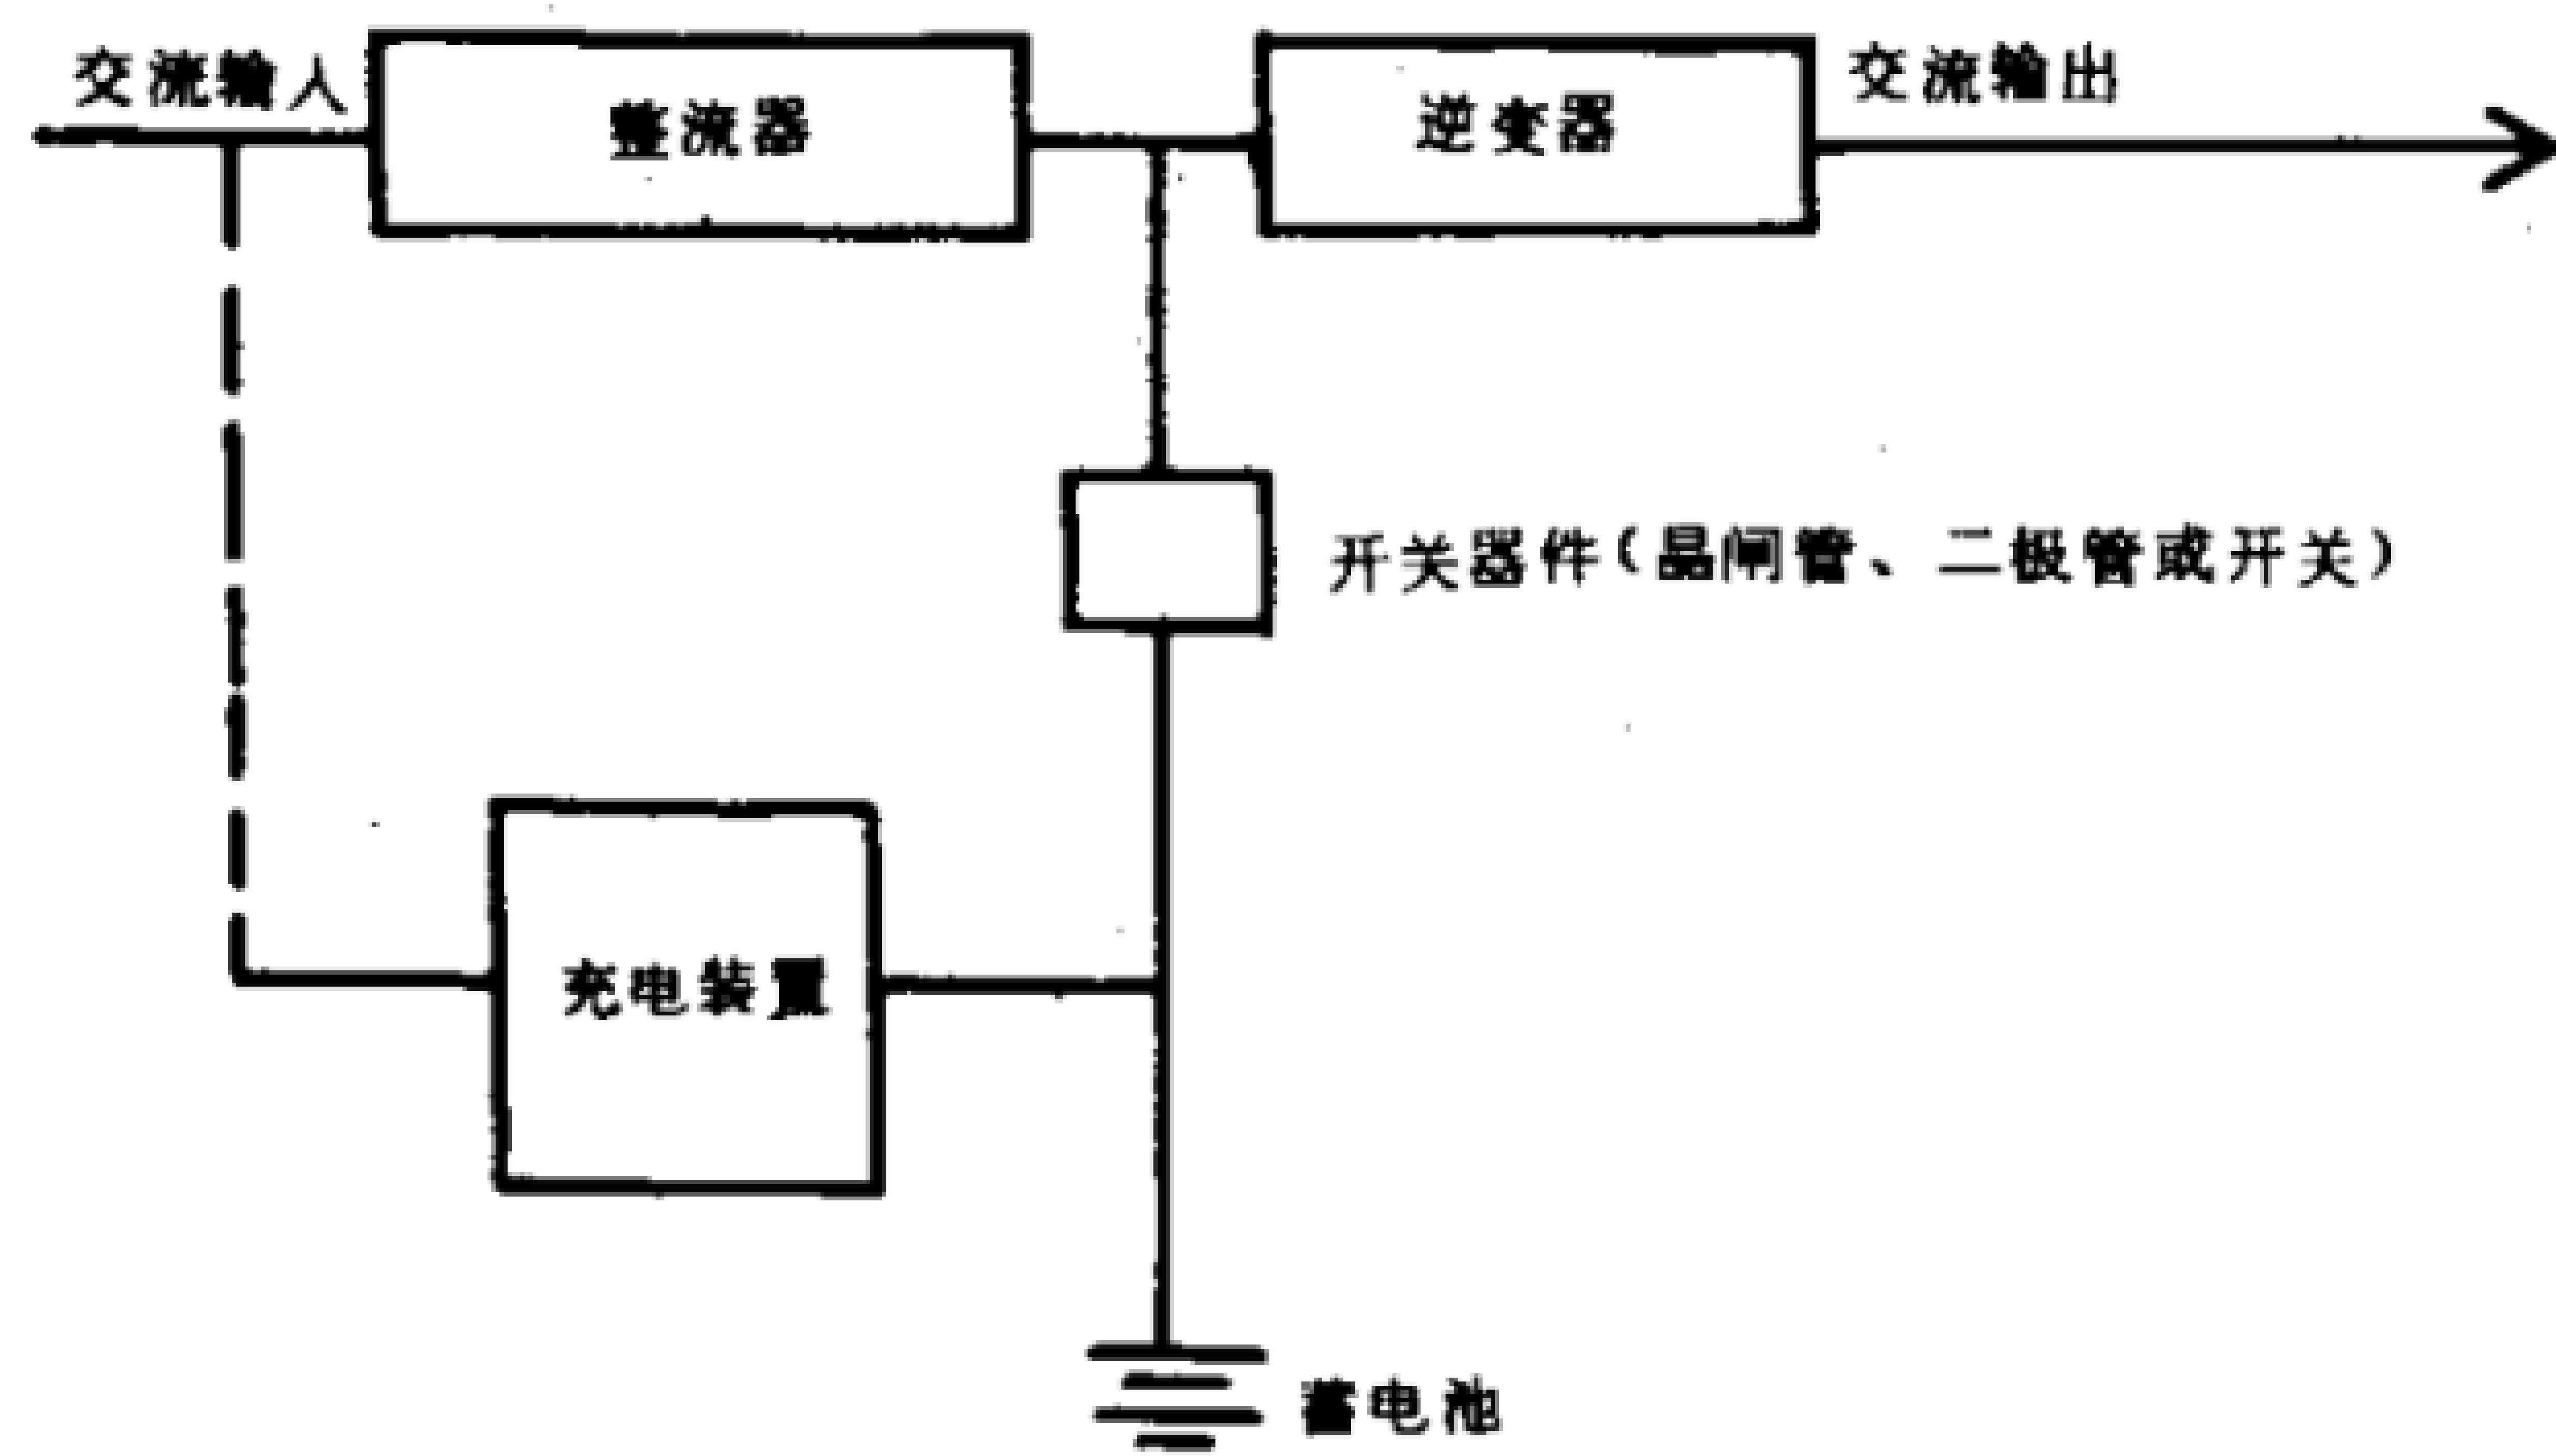 交流输入
整流器
逆变器
交流输出
开关器件(晶闸管、二极管或开关)
充电装置
蓄电池